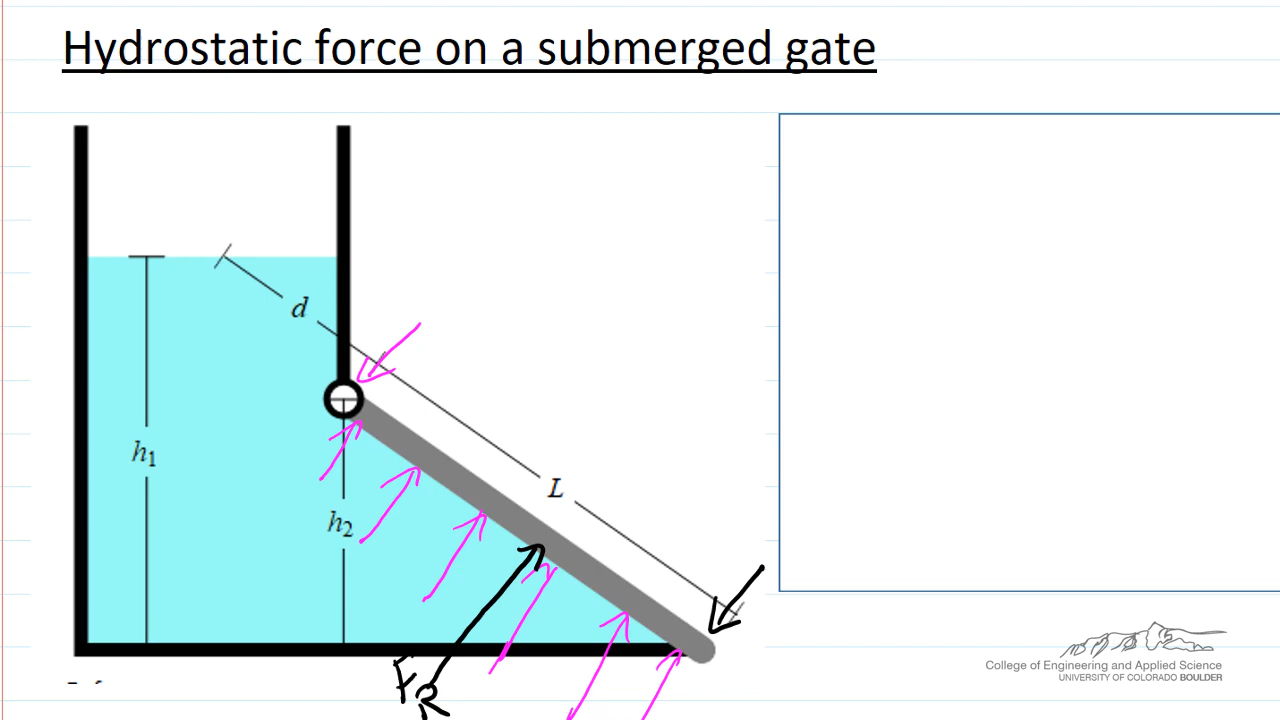 Hydrostatic force on a submerged gate
d
h1
L
h2
FR
College of Engineering and Applied Science
UNIVERSITY OF COLORADO BOULDER